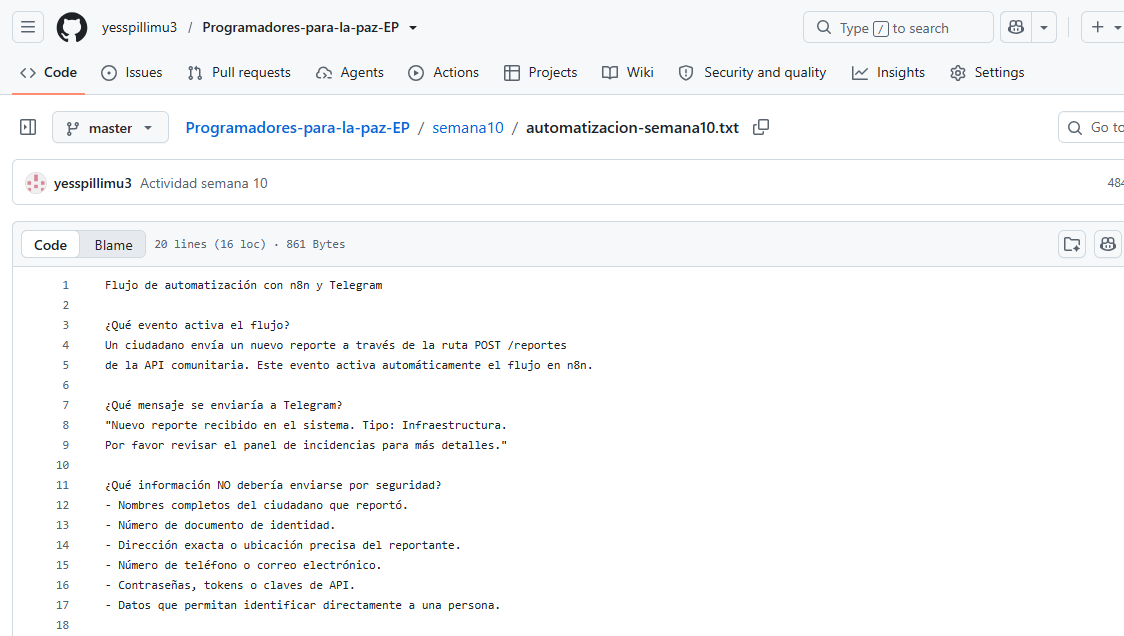 yesspillimu3 / Programadores-para-la-paz-EP
Type / to search
Code Issues Pull requests Agents Actions Projects Wiki Security and quality Insights Settings
master Programadores-para-la-paz-EP / semana10 / automatizacion-semana10.txt Go to
yesspillimu3 Actividad semana 10 484
Code Blame 20 lines (16 loc) · 861 Bytes
1 Flujo de automatización con n8n y Telegram
2
3 ¿Qué evento activa el flujo?
4 Un ciudadano envía un nuevo reporte a través de la ruta POST /reportes
5 de la API comunitaria. Este evento activa automáticamente el flujo en n8n.
6
7 ¿Qué mensaje se enviaría a Telegram?
8 "Nuevo reporte recibido en el sistema. Tipo: Infraestructura.
9 Por favor revisar el panel de incidencias para más detalles."
10
11 ¿Qué información NO debería enviarse por seguridad?
12 - Nombres completos del ciudadano que reportó.
13 - Número de documento de identidad.
14 - Dirección exacta o ubicación precisa del reportante.
15 - Número de teléfono o correo electrónico.
16 - Contraseñas, tokens o claves de API.
17 - Datos que permitan identificar directamente a una persona.
18